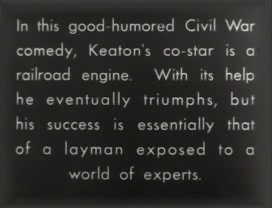 In this good-humored Civil War
comedy, Keaton's co-star is a
railroad engine. With its help
he eventually triumphs, but
his success is essentially that
of a layman exposed to a
world of experts.